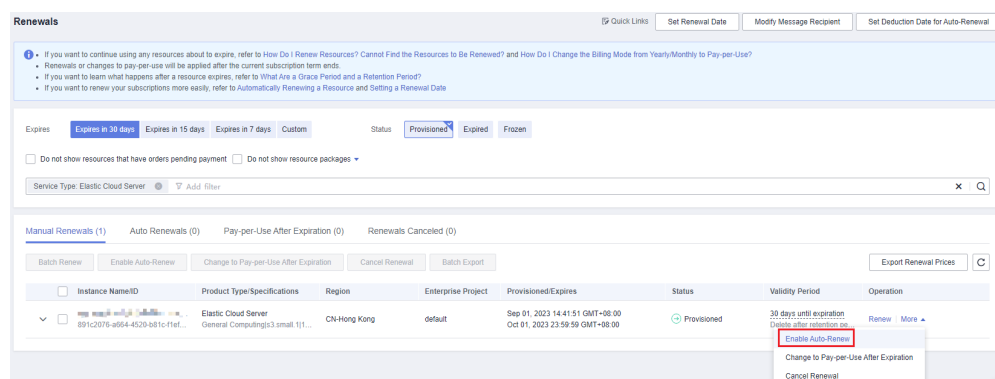 Renewals
Quick Links
Set Renewal Date
Modify Message Recipient
Set Deduction Date for Auto-Renewal
If you want to continue using any resources about to expire, refer to How Do I Renew Resources? Cannot Find the Resources to Be Renewed? and How Do I Change the Billing Mode from Yearly/Monthly to Pay-per-Use?
Renewals or changes to pay-per-use will be applied after the current subscription term ends.
If you want to learn what happens after a resource expires, refer to What Are a Grace Period and a Retention Period?
If you want to renew your subscriptions more easily, refer to Automatically Renewing a Resource and Setting a Renewal Date
Expires
Expires in 30 days
Expires in 15 days
Expires in 7 days
Custom
Status
Provisioned
Expired
Frozen
Do not show resources that have orders pending payment
Do not show resource packages
Service Type: Elastic Cloud Server
Add filter
Manual Renewals (1)
Auto Renewals (0)
Pay-per-Use After Expiration (0)
Renewals Canceled (0)
Batch Renew
Enable Auto-Renew
Change to Pay-per-Use After Expiration
Cancel Renewal
Batch Export
Export Renewal Prices
Instance Name/ID
Product Type/Specifications
Region
Enterprise Project
Provisioned/Expires
Status
Validity Period
Operation
891c2076-a664-4520-b81c-f1ef...
Elastic Cloud Server
General Computing|s3.small.1|1...
CN-Hong Kong
default
Sep 01, 2023 14:41:51 GMT+08:00
Oct 01, 2023 23:59:59 GMT+08:00
Provisioned
30 days until expiration
Delete after retention pe...
Renew
More
Enable Auto-Renew
Change to Pay-per-Use After Expiration
Cancel Renewal